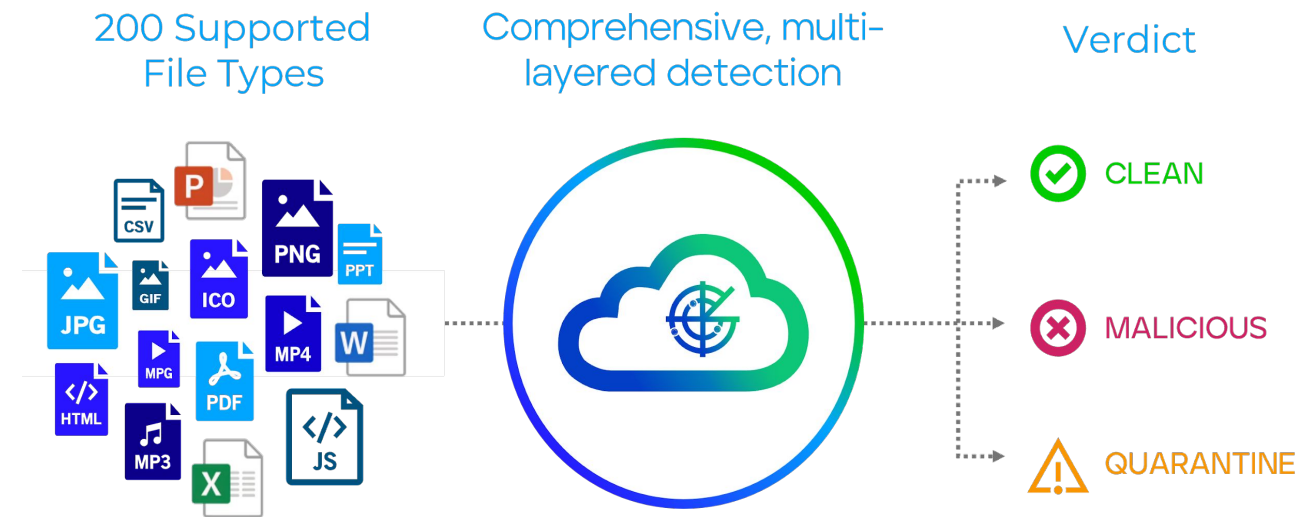 200 Supported
File Types
Comprehensive, multi-
layered detection
Verdict
P
CSV
PNG
PPT
JPG
GIF
ICO
MP4
W
MPG
HTML
PDF
MP3
JS
X
CLEAN
MALICIOUS
QUARANTINE